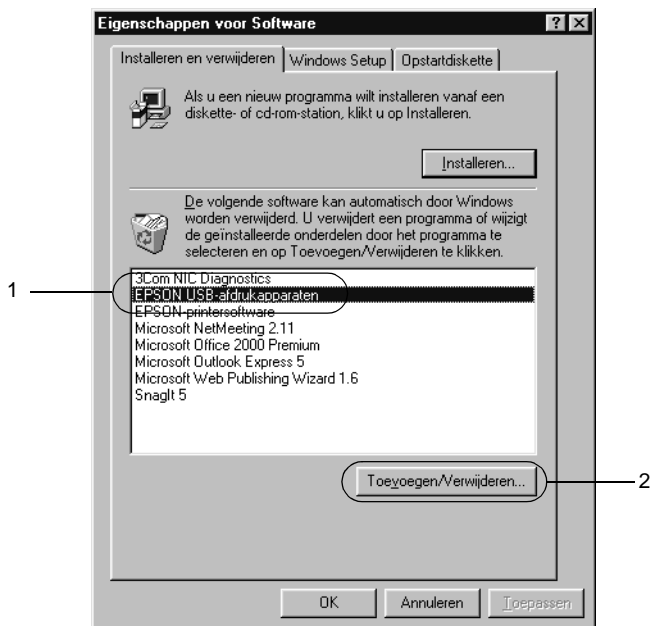 Eigenschappen voor Software
Installeren en verwijderen Windows Setup Opstartdiskette
Als u een nieuw programma wilt installeren vanaf een
diskette- of cd-rom-station, klikt u op Installeren.
Installeren...
De volgende software kan automatisch door Windows
worden verwijderd. U verwijdert een programma of wijzigt
de geïnstalleerde onderdelen door het programma te
selecteren en op Toevoegen/Verwijderen te klikken.
3Com NIC Diagnostics
1
EPSON USB-afdrukapparaten
EPSON-printersoftware
Microsoft NetMeeting 2.11
Microsoft Office 2000 Premium
Microsoft Outlook Express 5
Microsoft Web Publishing Wizard 1.6
SnagIt 5
Toevoegen/Verwijderen...
2
OK Annuleren Toepassen